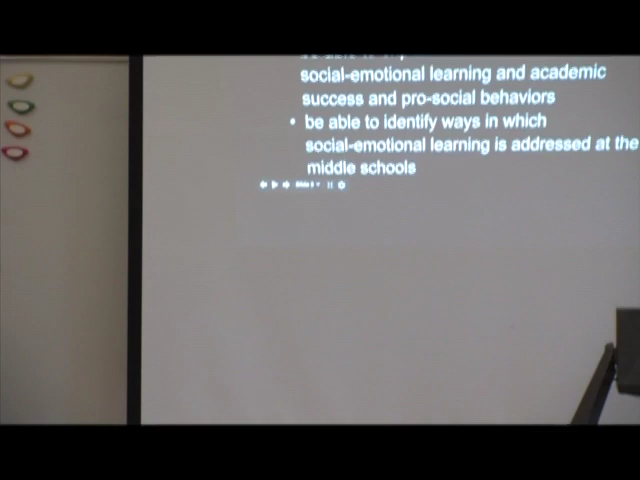 social-emotional learning and academic
success and pro-social behaviors
• be able to identify ways in which
social-emotional learning is addressed at the
middle schools